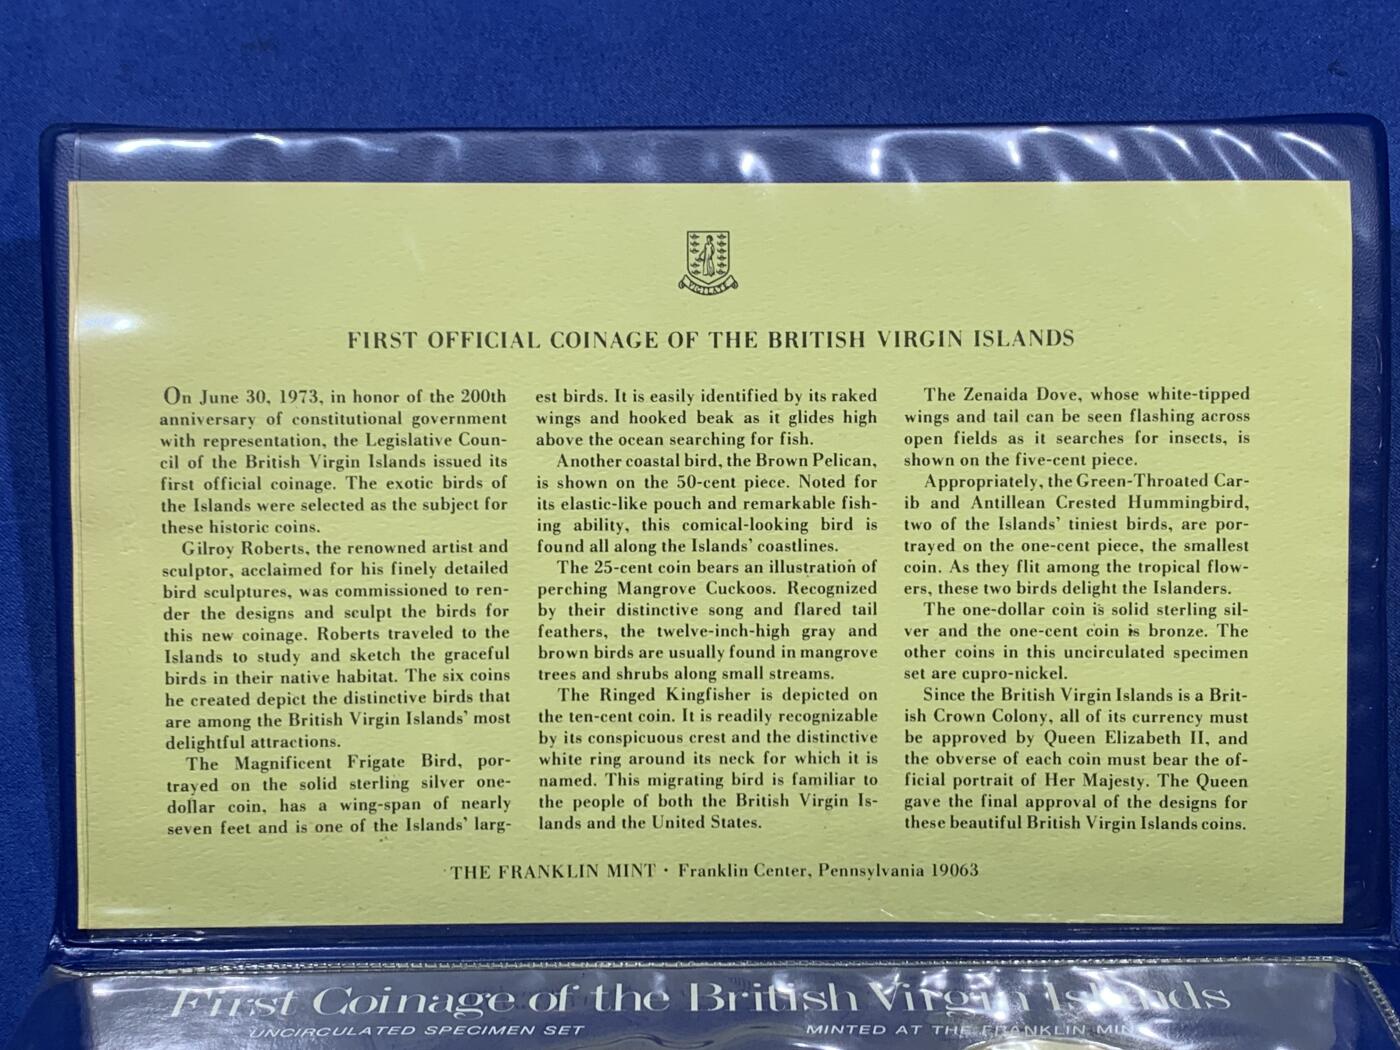 VIGILATE
FIRST OFFICIAL COINAGE OF THE BRITISH VIRGIN ISLANDS
On June 30, 1973, in honor of the 200th
anniversary of constitutional government
with representation, the Legislative Coun-
cil of the British Virgin Islands issued its
first official coinage. The exotic birds of
the Islands were selected as the subject for
these historic coins.
Gilroy Roberts, the renowned artist and
sculptor, acclaimed for his finely detailed
bird sculptures, was commissioned to ren-
der the designs and sculpt the birds for
this new coinage. Roberts traveled to the
Islands to study and sketch the graceful
birds in their native habitat. The six coins
he created depict the distinctive birds that
are among the British Virgin Islands' most
delightful attractions.
The Magnificent Frigate Bird, por-
trayed on the solid sterling silver one-
dollar coin, has a wing-span of nearly
seven feet and is one of the Islands' larg-
est birds. It is easily identified by its raked
wings and hooked beak as it glides high
above the ocean searching for fish.
Another coastal bird, the Brown Pelican,
is shown on the 50-cent piece. Noted for
its elastic-like pouch and remarkable fish-
ing ability, this comical-looking bird is
found all along the Islands' coastlines.
The 25-cent coin bears an illustration of
perching Mangrove Cuckoos. Recognized
by their distinctive song and flared tail
feathers, the twelve-inch-high gray and
brown birds are usually found in mangrove
trees and shrubs along small streams.
The Ringed Kingfisher is depicted on
the ten-cent coin. It is readily recognizable
by its conspicuous crest and the distinctive
white ring around its neck for which it is
named. This migrating bird is familiar to
the people of both the British Virgin Is-
lands and the United States.
The Zenaida Dove, whose white-tipped
wings and tail can be seen flashing across
open fields as it searches for insects, is
shown on the five-cent piece.
Appropriately, the Green-Throated Car-
ib and Antillean Crested Hummingbird,
two of the Islands' tiniest birds, are por-
trayed on the one-cent piece, the smallest
coin. As they flit among the tropical flow-
ers, these two birds delight the Islanders.
The one-dollar coin is solid sterling sil-
ver and the one-cent coin is bronze. The
other coins in this uncirculated specimen
set are cupro-nickel.
Since the British Virgin Islands is a Brit-
ish Crown Colony, all of its currency must
be approved by Queen Elizabeth II, and
the obverse of each coin must bear the of-
ficial portrait of Her Majesty. The Queen
gave the final approval of the designs for
these beautiful British Virgin Islands coins.
THE FRANKLIN MINT · Franklin Center, Pennsylvania 19063
First Coinage of the British Virgin Islands
UNCIRCULATED SPECIMEN SET
MINTED AT THE FRANKLIN MINT